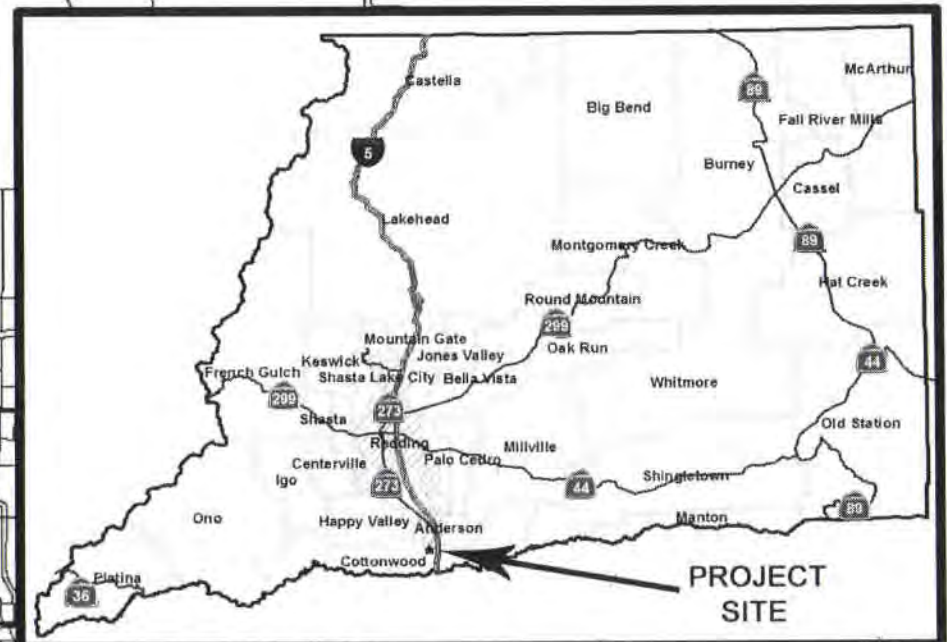 Castella
McArthur
89
Big Bend
Fall River Mills
5
Burney
Cassel
Lakehead
Montgomery Creek
89
Hat Creek
Round Mountain
299
Oak Run
Mountain Gate
Jones Valley
Keswick
Shasta Lake City
Bella Vista
French Gulch
299
44
Whitmore
273
Shasta
Old Station
Redding
Millville
Palo Cedro
Centerville
Igo
273
Shingletown
44
89
Ono
Happy Valley
Anderson
Manton
Cottonwood
Platina
36
PROJECT
SITE